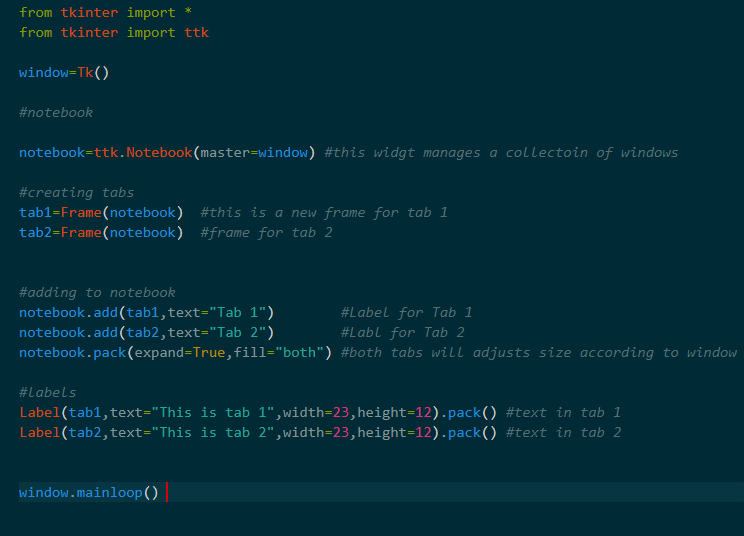 from tkinter import *
from tkinter import ttk
window=Tk()
#notebook
notebook=ttk.Notebook(master=window) #this widgt manages a collectoin of windows
#creating tabs
tab1=Frame(notebook)  #this is a new frame for tab 1
tab2=Frame(notebook)  #frame for tab 2
#adding to notebook
notebook.add(tab1,text="Tab 1")        #Label for Tab 1
notebook.add(tab2,text="Tab 2")        #Labl for Tab 2
notebook.pack(expand=True,fill="both") #both tabs will adjusts size according to window
#labels
Label(tab1,text="This is tab 1",width=23,height=12).pack() #text in tab 1
Label(tab2,text="This is tab 2",width=23,height=12).pack() #text in tab 2
window.mainloop()